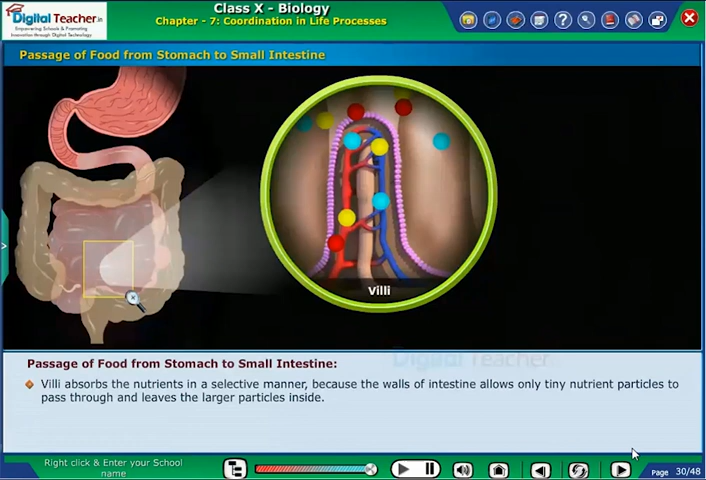 Digital Teacher.in
Empowering Schools & Promoting
Innovation through Digital Technology
Class X - Biology
Chapter - 7: Coordination in Life Processes
Passage of Food from Stomach to Small Intestine
Villi
Digital Teacher
Passage of Food from Stomach to Small Intestine:
Villi absorbs the nutrients in a selective manner, because the walls of intestine allows only tiny nutrient particles to
pass through and leaves the larger particles inside.
Right click & Enter your School
name
Page 30/48